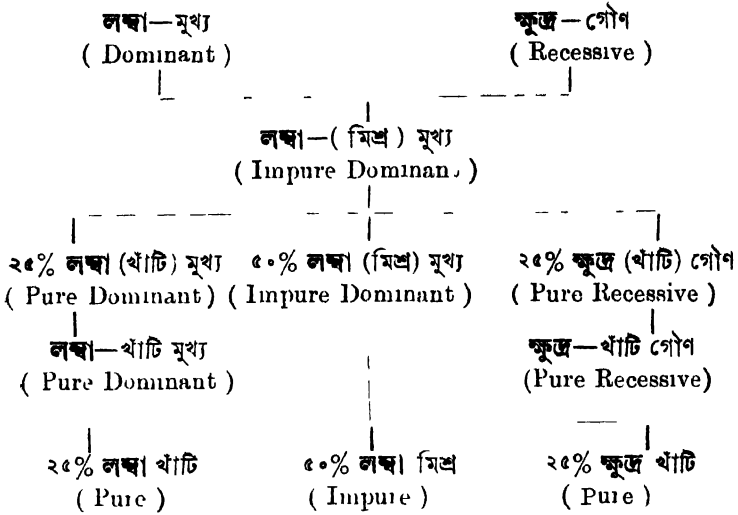 লম্বা—মুখ্য ক্ষুদ্র—গৌণ
( Dominant ) ( Recessive )
লম্বা—( মিশ্র ) মুখ্য
( Impure Dominant )
২৫% লম্বা (খাঁটি) মুখ্য ৫০% লম্বা (মিশ্র) মুখ্য ২৫% ক্ষুদ্র (খাঁটি) গৌণ
( Pure Dominant ) ( Impure Dominant ) ( Pure Recessive )
লম্বা—খাঁটি মুখ্য ক্ষুদ্র—খাঁটি গৌণ
( Pure Dominant ) (Pure Recessive)
২৫% লম্বা খাঁটি ৫০% লম্বা মিশ্র ২৫% ক্ষুদ্র খাঁটি
( Pure ) ( Impure ) ( Pure )